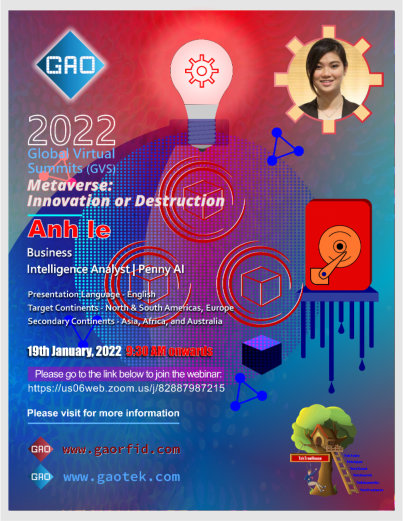 GAO
2022
Global Virtual
Summits (GVS)
Metaverse:
Innovation or Destruction
Anh le
Business
Intelligence Analyst | Penny AI
Presentation Language - English
Target Continents - North & South Americas, Europe
Secondary Continents - Asia, Africa, and Australia
19th January, 2022 9:30 AM onwards
Please go to the link below to join the webinar:
https://us06web.zoom.us/j/82887987215
Please visit for more information
GAO www.gaorfid.com
GAO www.gaotek.com
TekTreeHouse